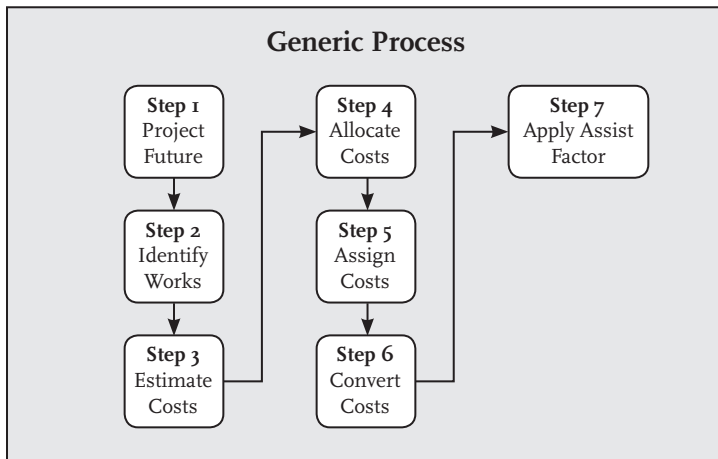 Generic Process
Step 1
Project
Future
Step 2
Identify
Works
Step 3
Estimate
Costs
Step 4
Allocate
Costs
Step 5
Assign
Costs
Step 6
Convert
Costs
Step 7
Apply Assist
Factor